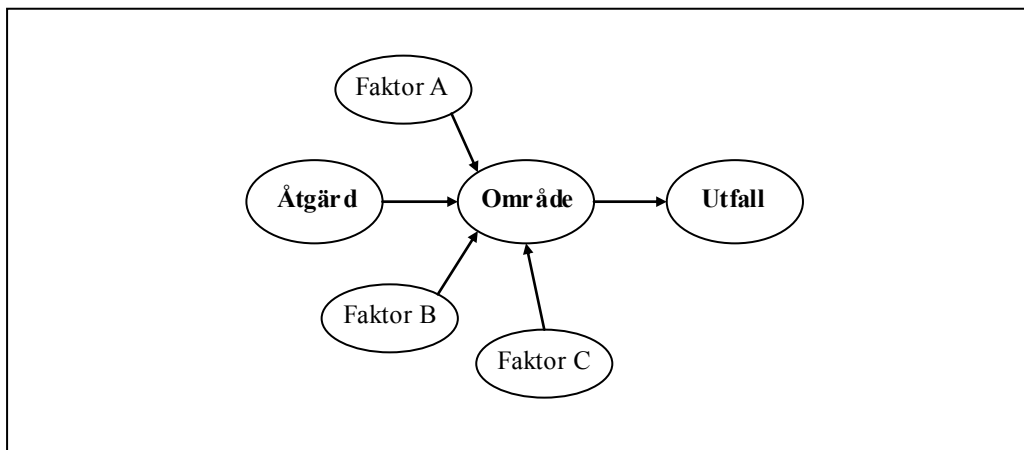 Faktor A
Åtgärd
Område
Utfall
Faktor B
Faktor C